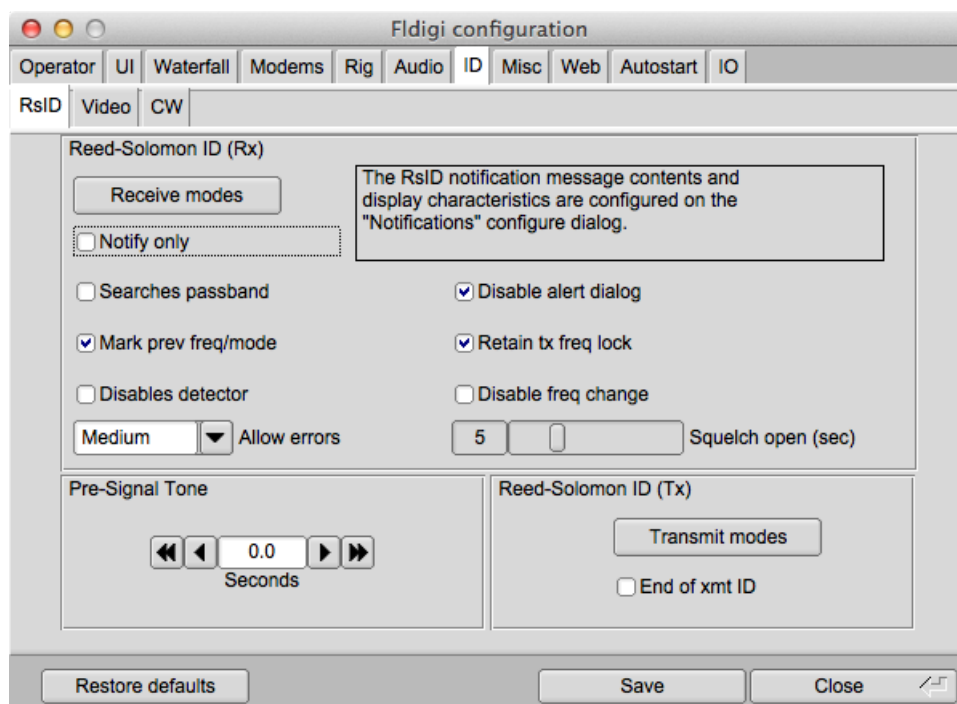 Fldigi configuration
Operator UI Waterfall Modems Rig Audio ID Misc Web Autostart IO
RsID Video CW
Reed-Solomon ID (Rx)
Receive modes
The RsID notification message contents and
display characteristics are configured on the
"Notifications" configure dialog.
Notify only
Searches passband
Disable alert dialog
Mark prev freq/mode
Retain tx freq lock
Disables detector
Disable freq change
Medium Allow errors
5 Squelch open (sec)
Pre-Signal Tone
0.0
Seconds
Reed-Solomon ID (Tx)
Transmit modes
End of xmt ID
Restore defaults
Save
Close